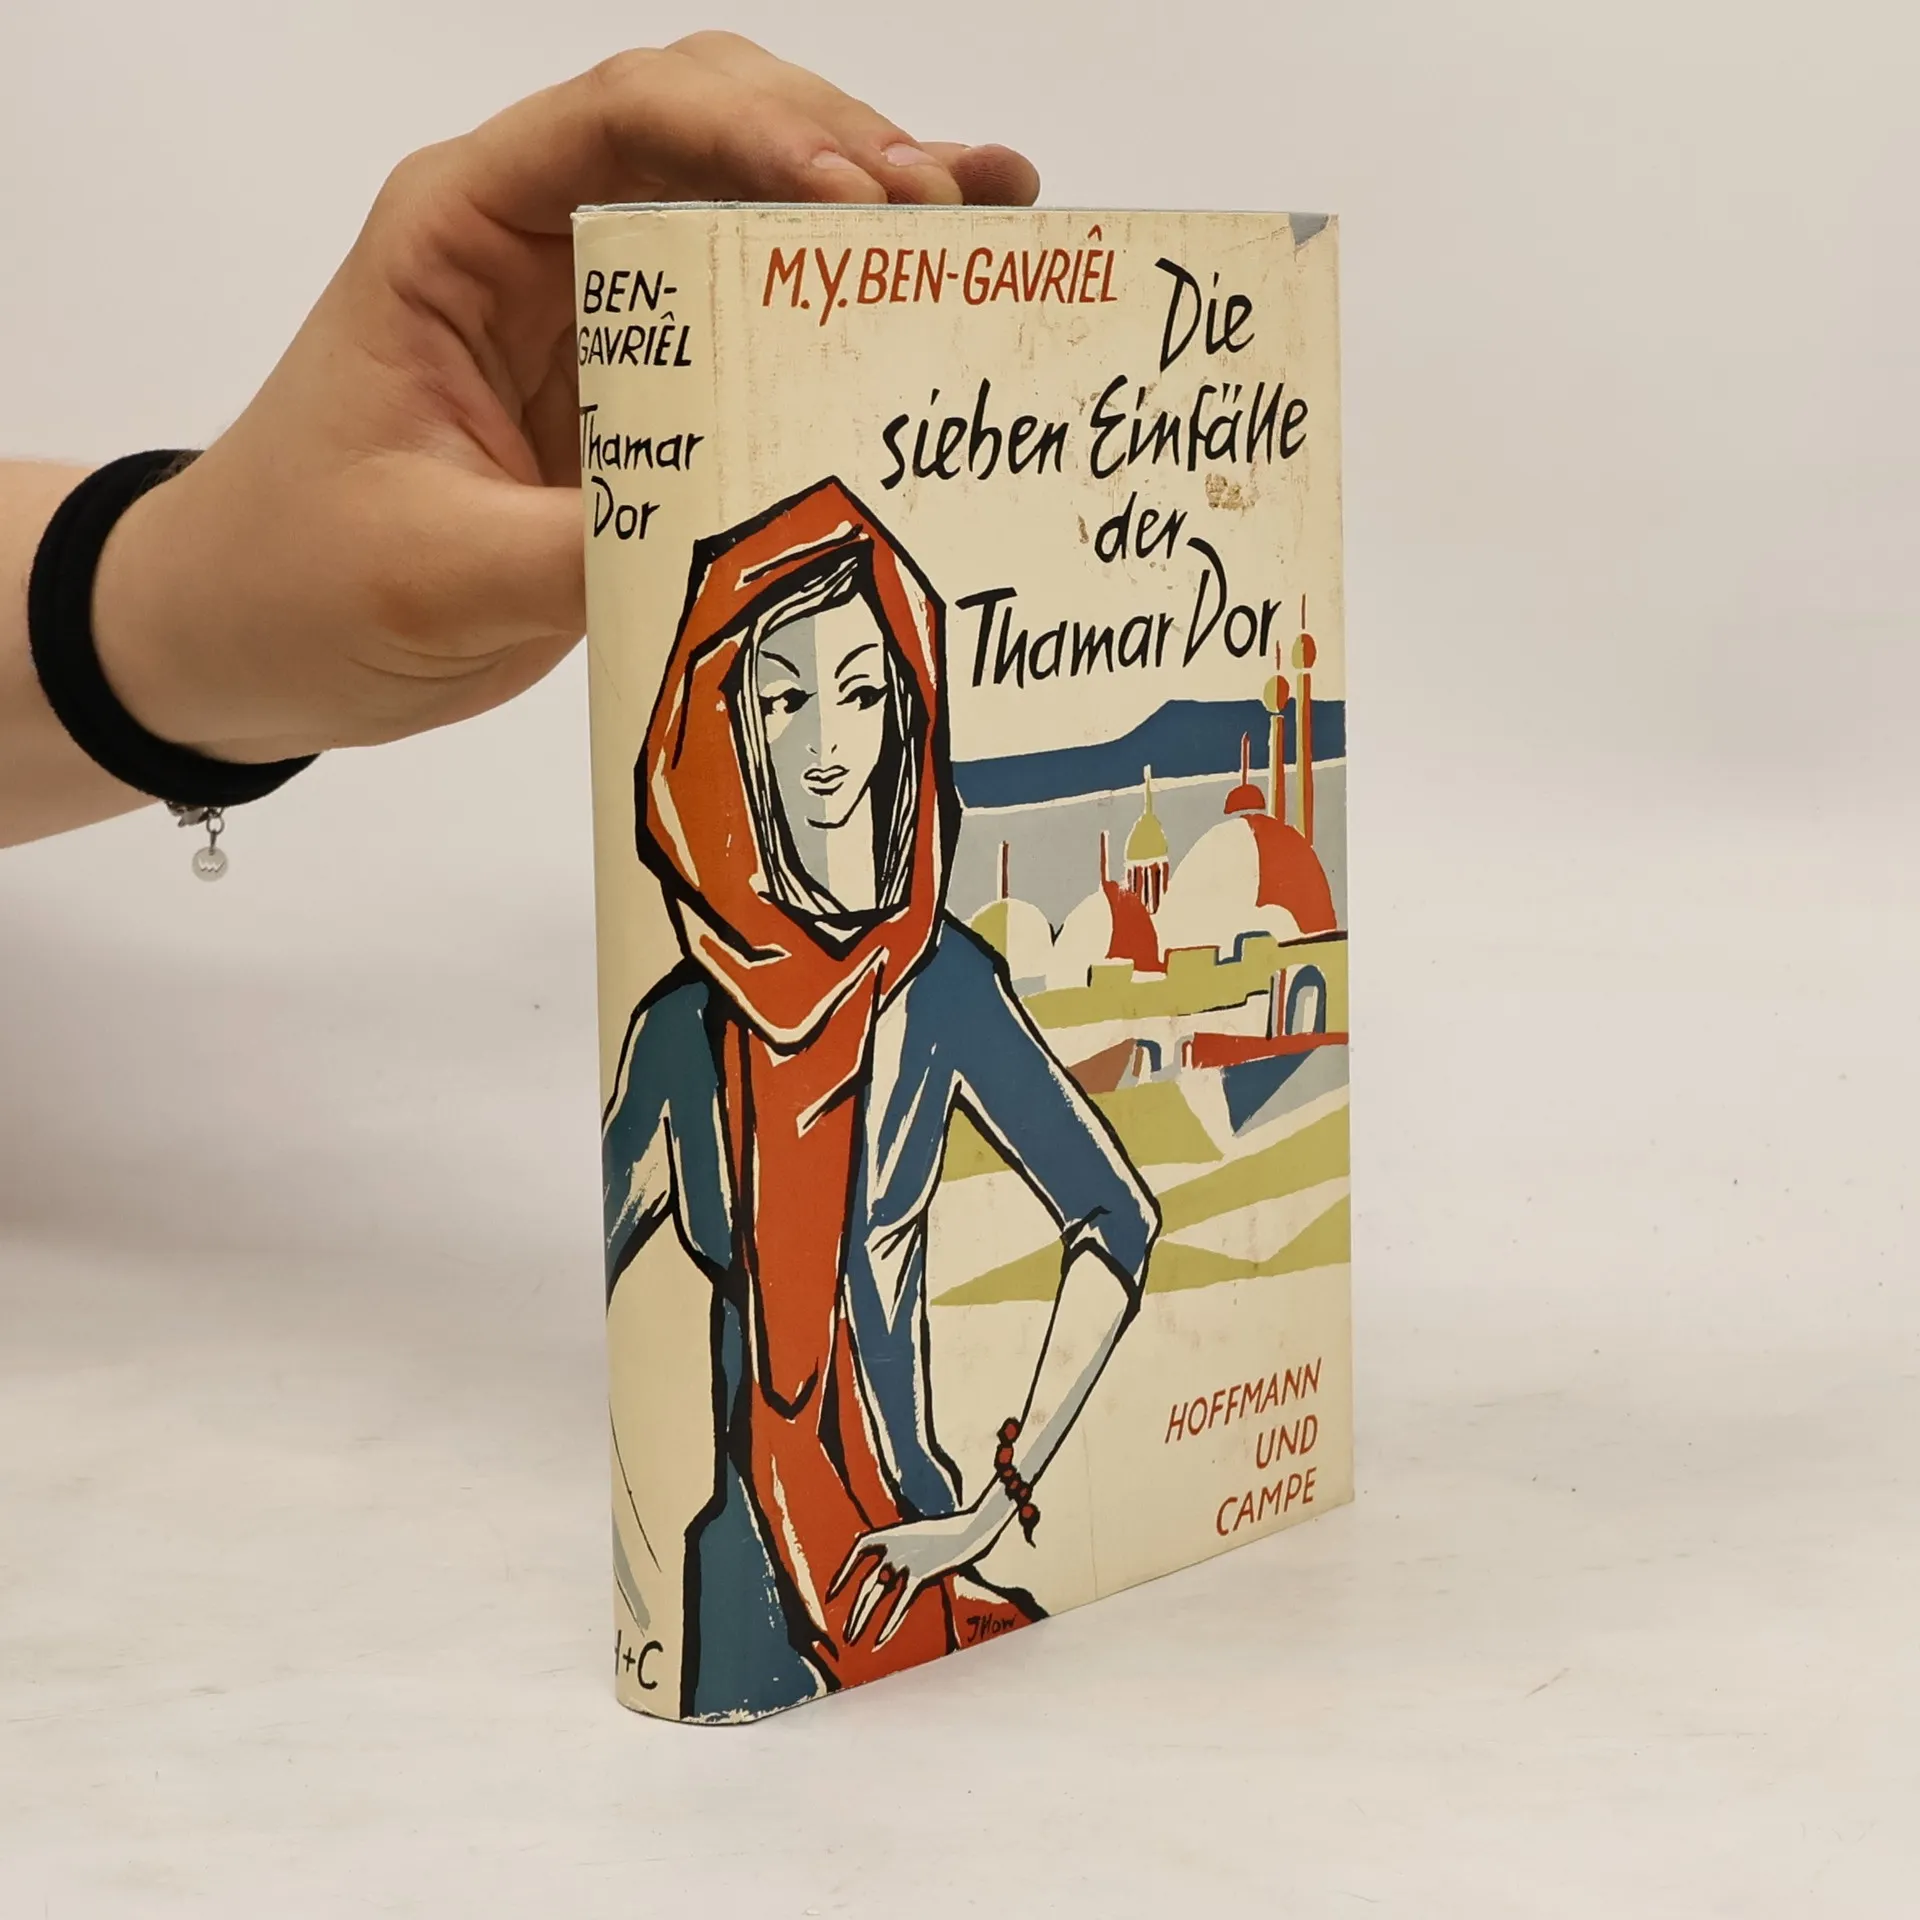 BEN-
GAVRIÊL
Thamar
Dor
H+C
M.Y. BEN-GAVRIÊL
Die
sieben Einfälle
der
Thamar Dor
HOFFMANN
UND
CAMPE